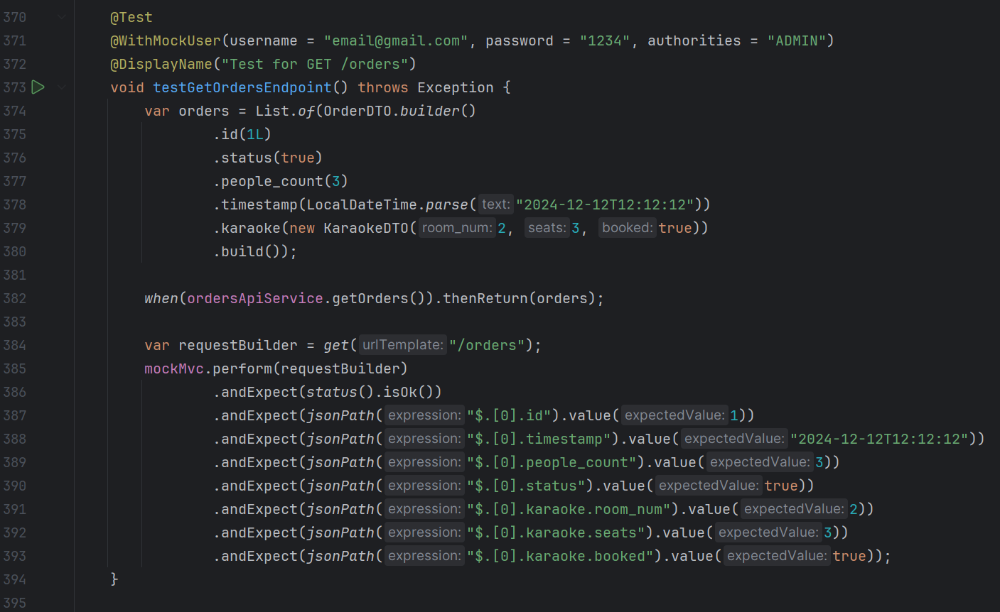 370 @Test
371 @WithMockUser(username = "email@gmail.com", password = "1234", authorities = "ADMIN")
372 @DisplayName("Test for GET /orders")
373 void testGetOrdersEndpoint() throws Exception {
374 var orders = List.of(OrderDTO.builder()
375 .id(1L)
376 .status(true)
377 .people_count(3)
378 .timestamp(LocalDateTime.parse( text: "2024-12-12T12:12:12"))
379 .karaoke(new KaraokeDTO( room_num: 2, seats: 3, booked: true))
380 .build());
381
382 when(ordersApiService.getOrders()).thenReturn(orders);
383
384 var requestBuilder = get( urlTemplate: "/orders");
385 mockMvc.perform(requestBuilder)
386 .andExpect(status().isOk())
387 .andExpect(jsonPath( expression: "$.[0].id").value( expectedValue: 1))
388 .andExpect(jsonPath( expression: "$.[0].timestamp").value( expectedValue: "2024-12-12T12:12:12"))
389 .andExpect(jsonPath( expression: "$.[0].people_count").value( expectedValue: 3))
390 .andExpect(jsonPath( expression: "$.[0].status").value( expectedValue: true))
391 .andExpect(jsonPath( expression: "$.[0].karaoke.room_num").value( expectedValue: 2))
392 .andExpect(jsonPath( expression: "$.[0].karaoke.seats").value( expectedValue: 3))
393 .andExpect(jsonPath( expression: "$.[0].karaoke.booked").value( expectedValue: true));
394 }
395